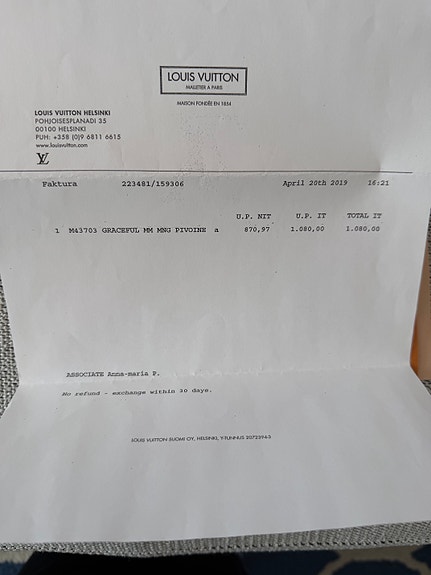 LOUIS VUITTON
MALLETIER À PARIS
MAISON FONDÉE EN 1854
LOUIS VUITTON HELSINKI
POHJOISESPLANADI 35
00100 HELSINKI
PUH: +358 (0)9 6811 6615
www.louisvuitton.com
LV
Faktura 223481/159306 April 20th 2019 16:21
U.P. NIT U.P. IT TOTAL IT
1 M43703 GRACEFUL MM MNG PIVOINE a 870,97 1.080,00 1.080,00
ASSOCIATE Anna-maria P.
No refund - exchange within 30 days.
LOUIS VUITTON SUOMI OY, HELSINKI, Y-TUNNUS 2072394-3